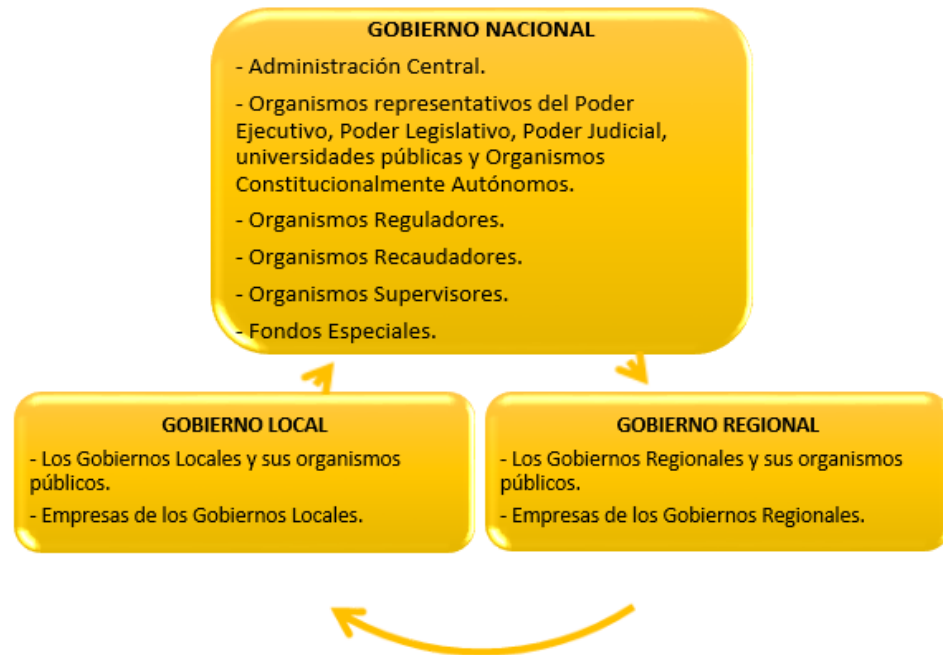 GOBIERNO NACIONAL
- Administración Central.
- Organismos representativos del Poder
Ejecutivo, Poder Legislativo, Poder Judicial,
universidades públicas y Organismos
Constitucionalmente Autónomos.
- Organismos Reguladores.
- Organismos Recaudadores.
- Organismos Supervisores.
- Fondos Especiales.
GOBIERNO LOCAL
- Los Gobiernos Locales y sus organismos
públicos.
- Empresas de los Gobiernos Locales.
GOBIERNO REGIONAL
- Los Gobiernos Regionales y sus organismos
públicos.
- Empresas de los Gobiernos Regionales.